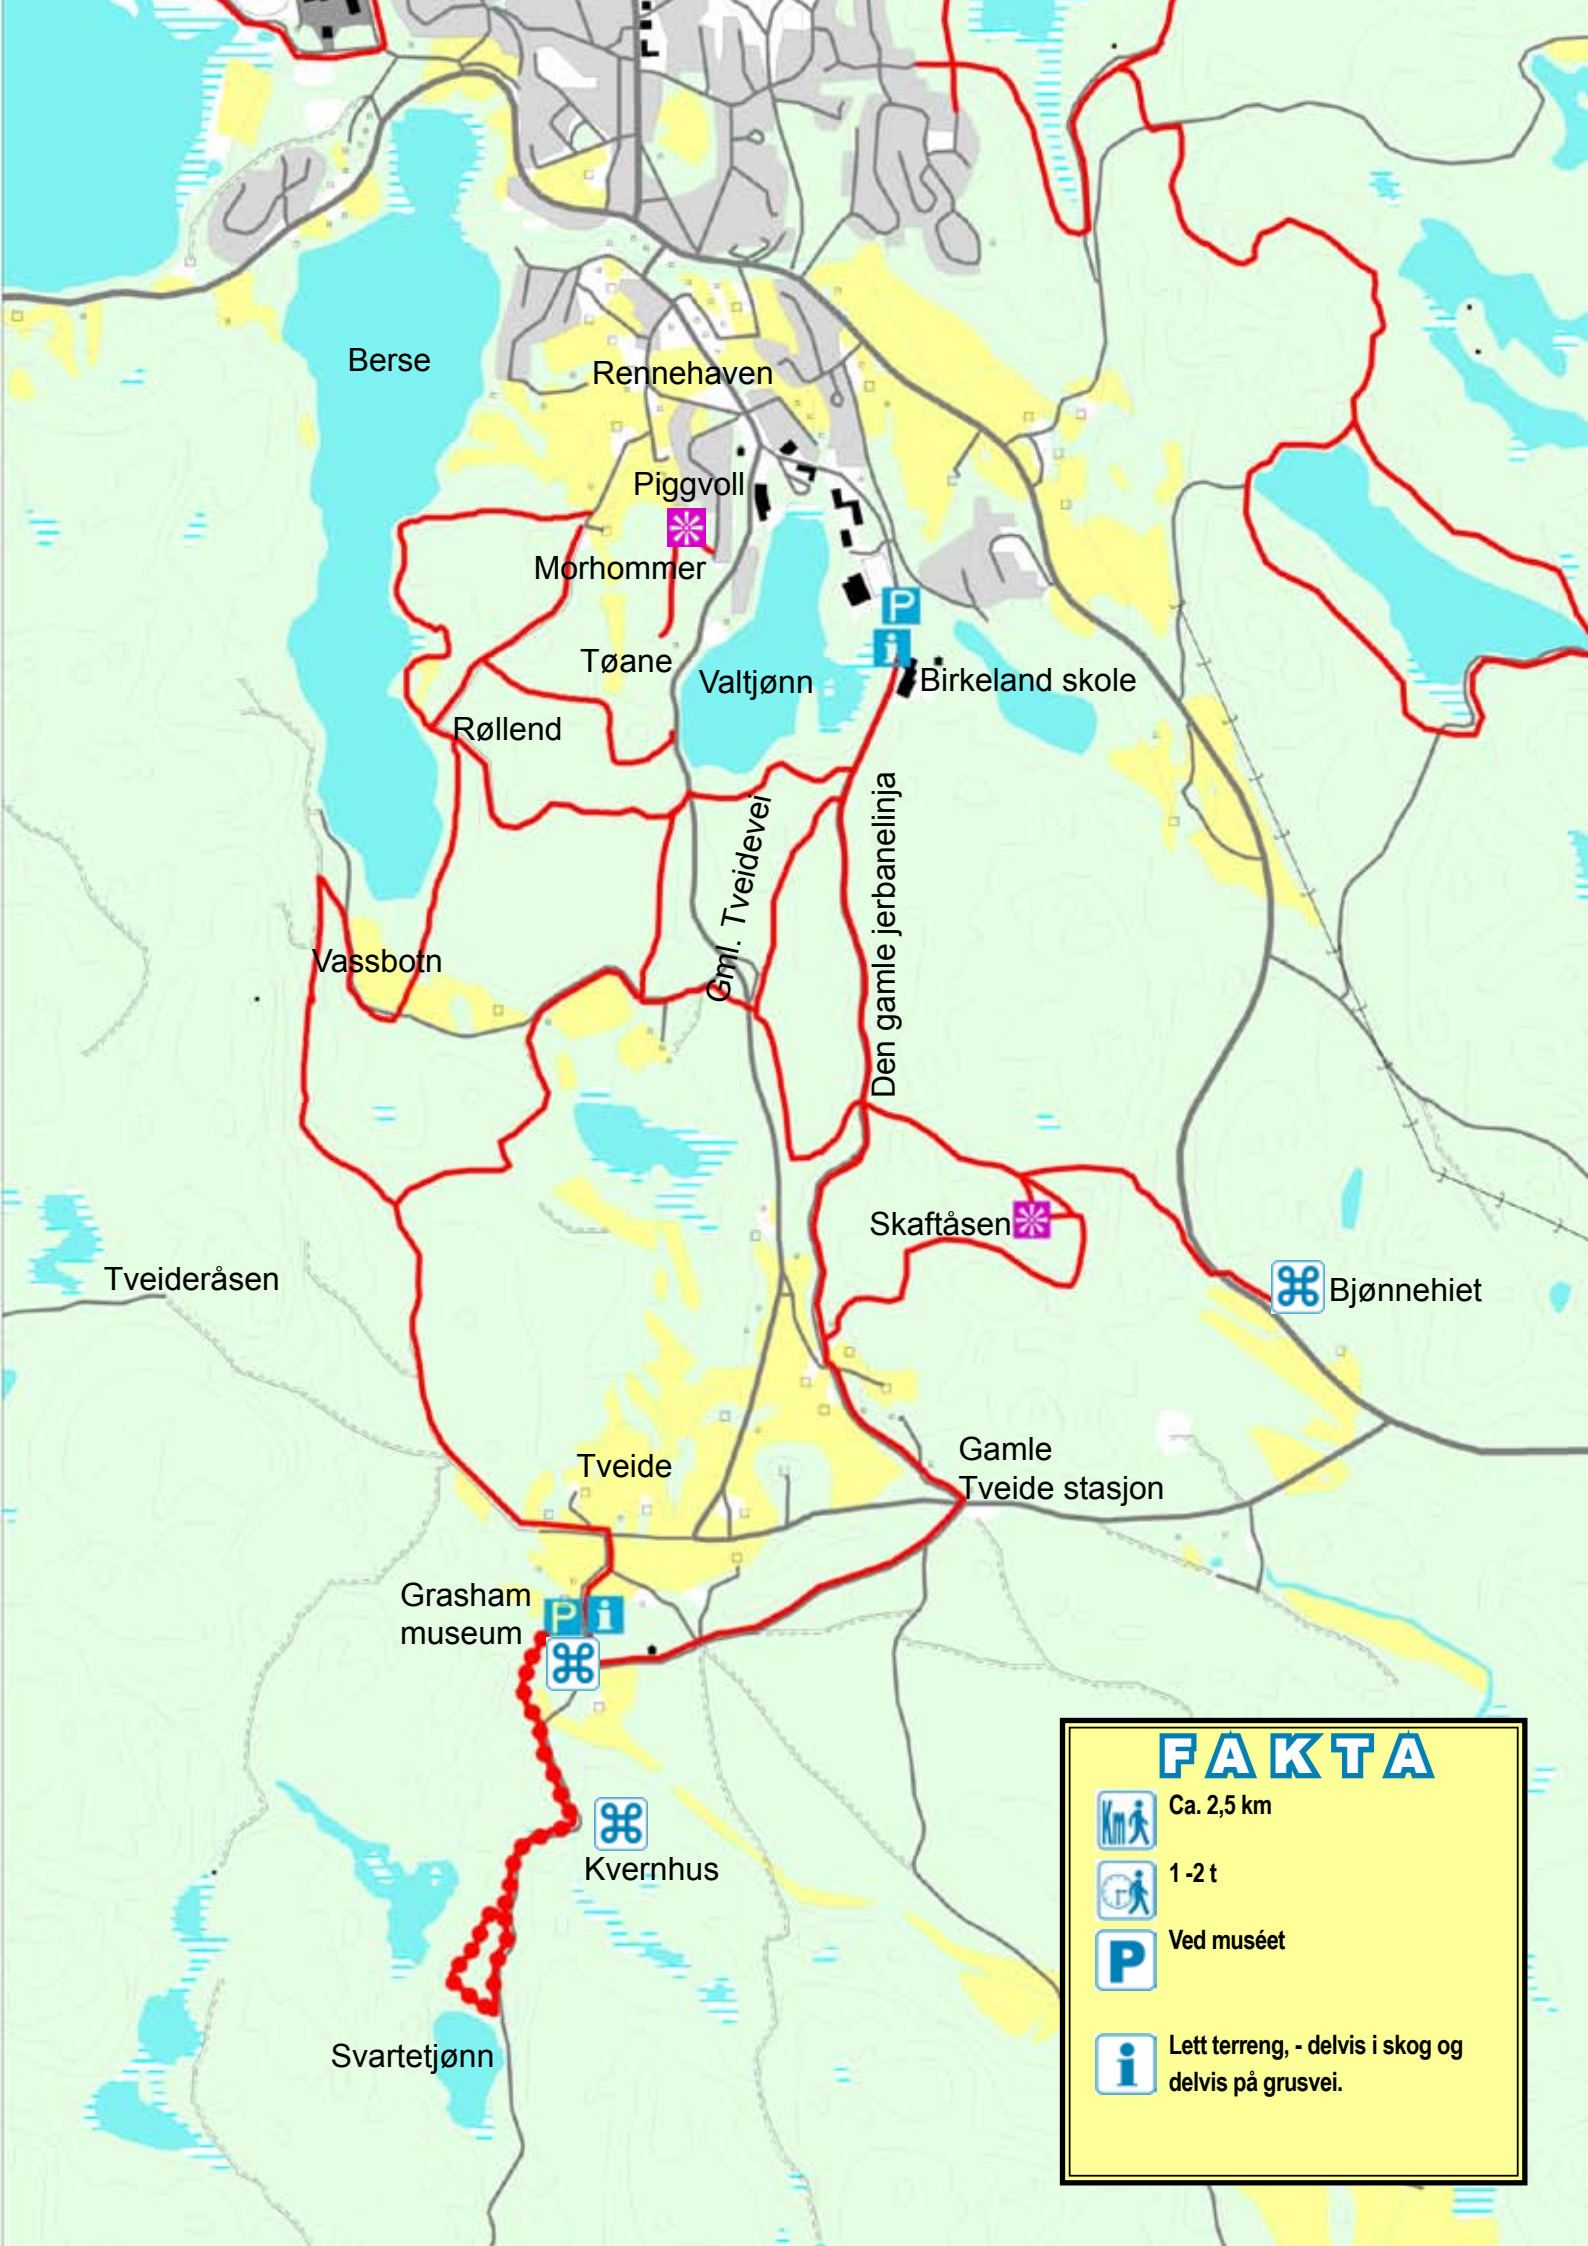 Berse
Rennehaven
Piggvoll
Morhommer
Tøane
Valtjønn
P
i
Birkeland skole
Røllend
Gml. Tveidevei
Den gamle jerbanelinja
Vassbotn
Skaftåsen
Tveideråsen
Bjønnehiet
Gamle
Tveide stasjon
Tveide
Grasham
museum
P
i
Kvernhus
Svartetjønn
FAKTA
Km
Ca. 2,5 km
1 -2 t
P
Ved muséet
i
Lett terreng, - delvis i skog og
delvis på grusvei.